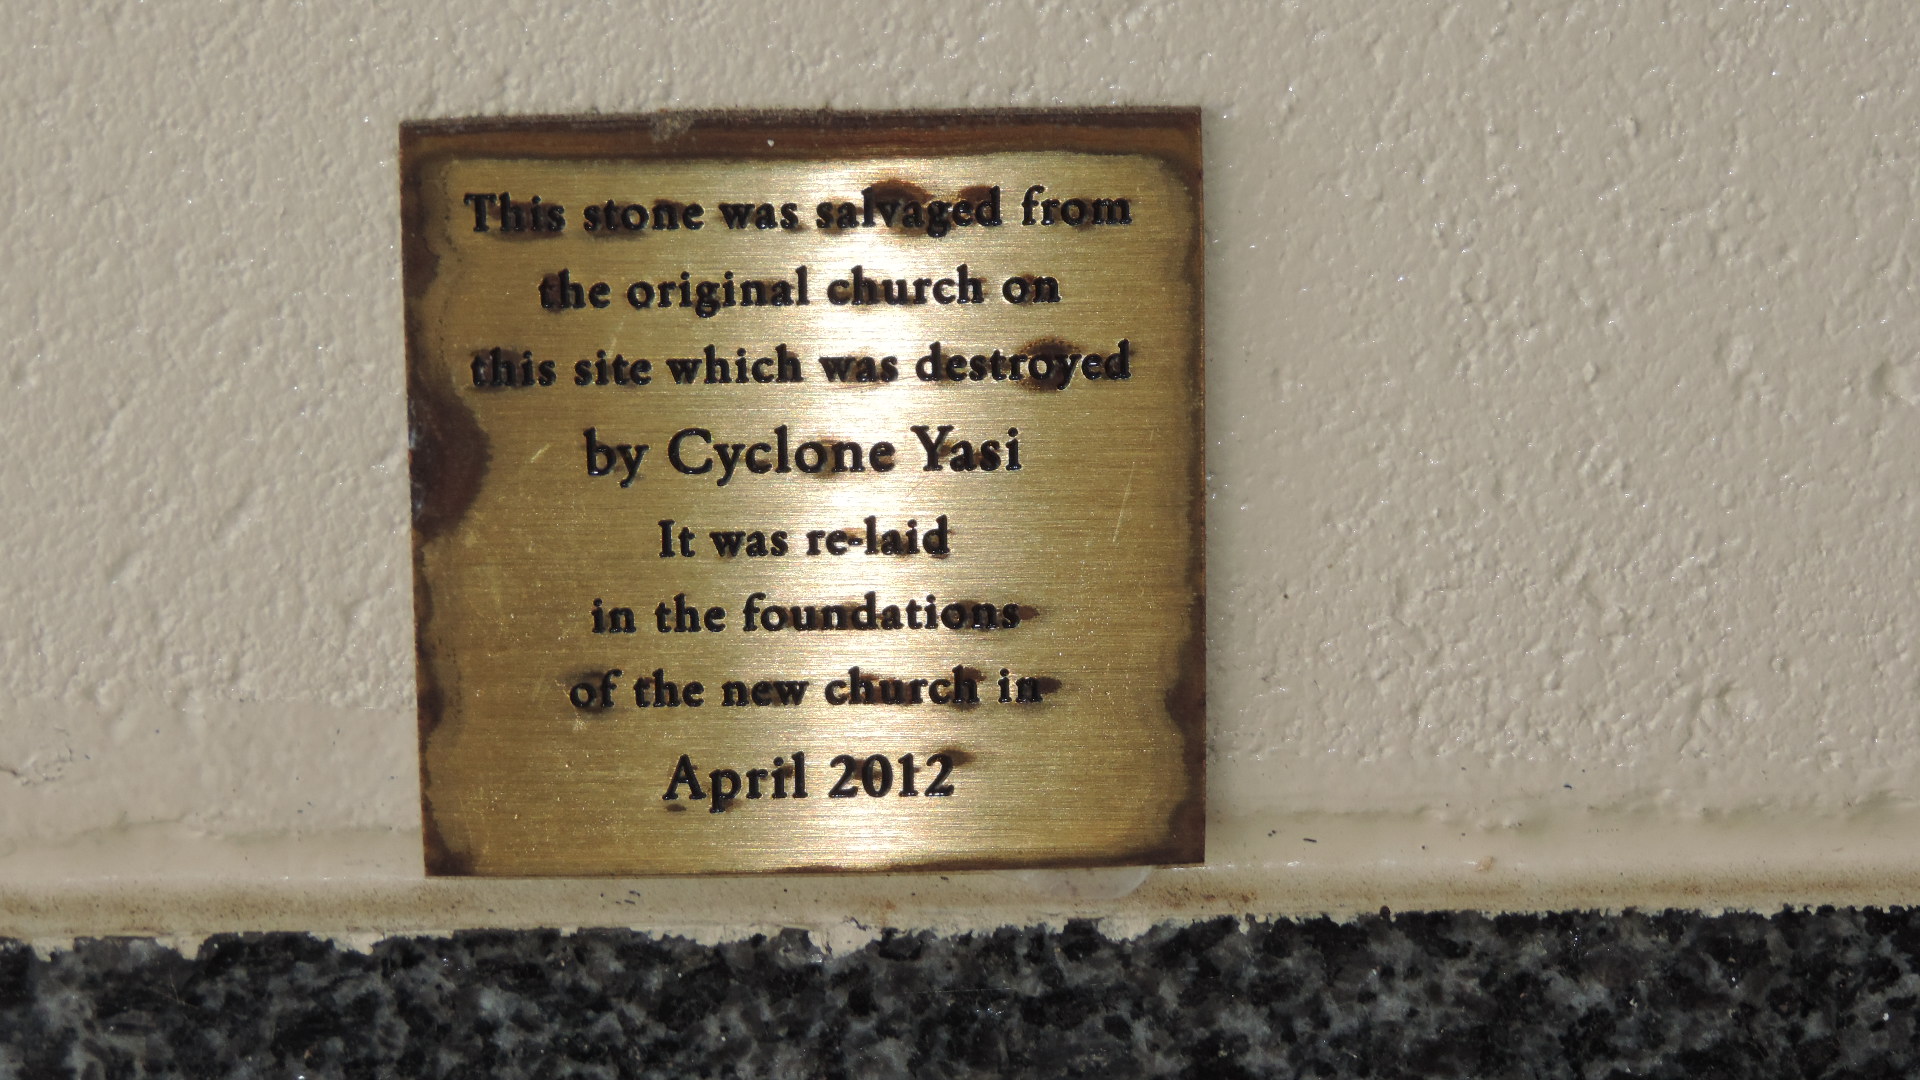 This stone was salvaged from
the original church on
this site which was destroyed
by Cyclone Yasi
It was re-laid
in the foundations
of the new church in
April 2012